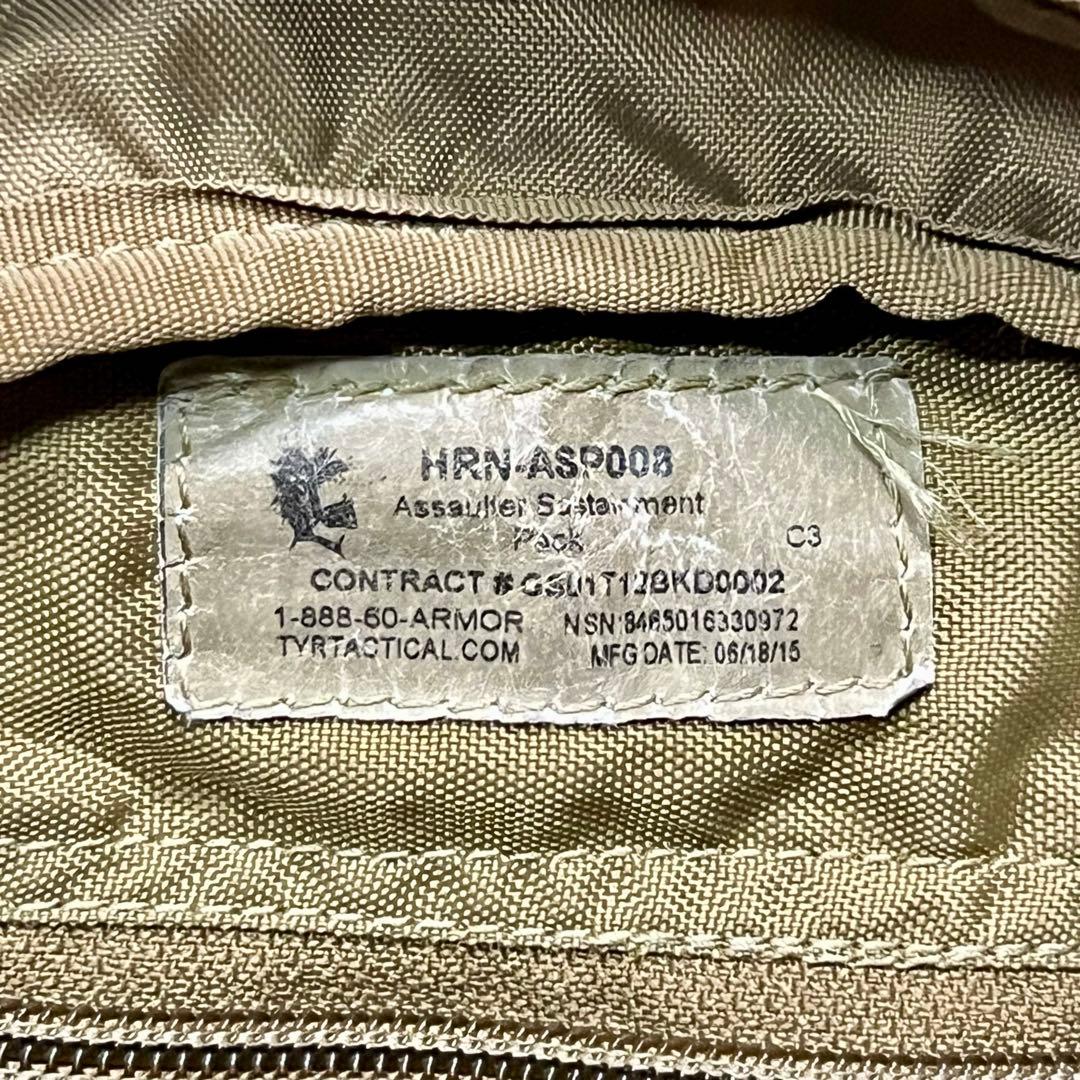 HRN-ASP008
Assaulter Sustainment
Pack
C3
CONTRACT # GS01T12BKD0002
1-888-60-ARMOR NSN:8465016330972
TYRTACTICAL.COM MFG DATE: 06/18/15